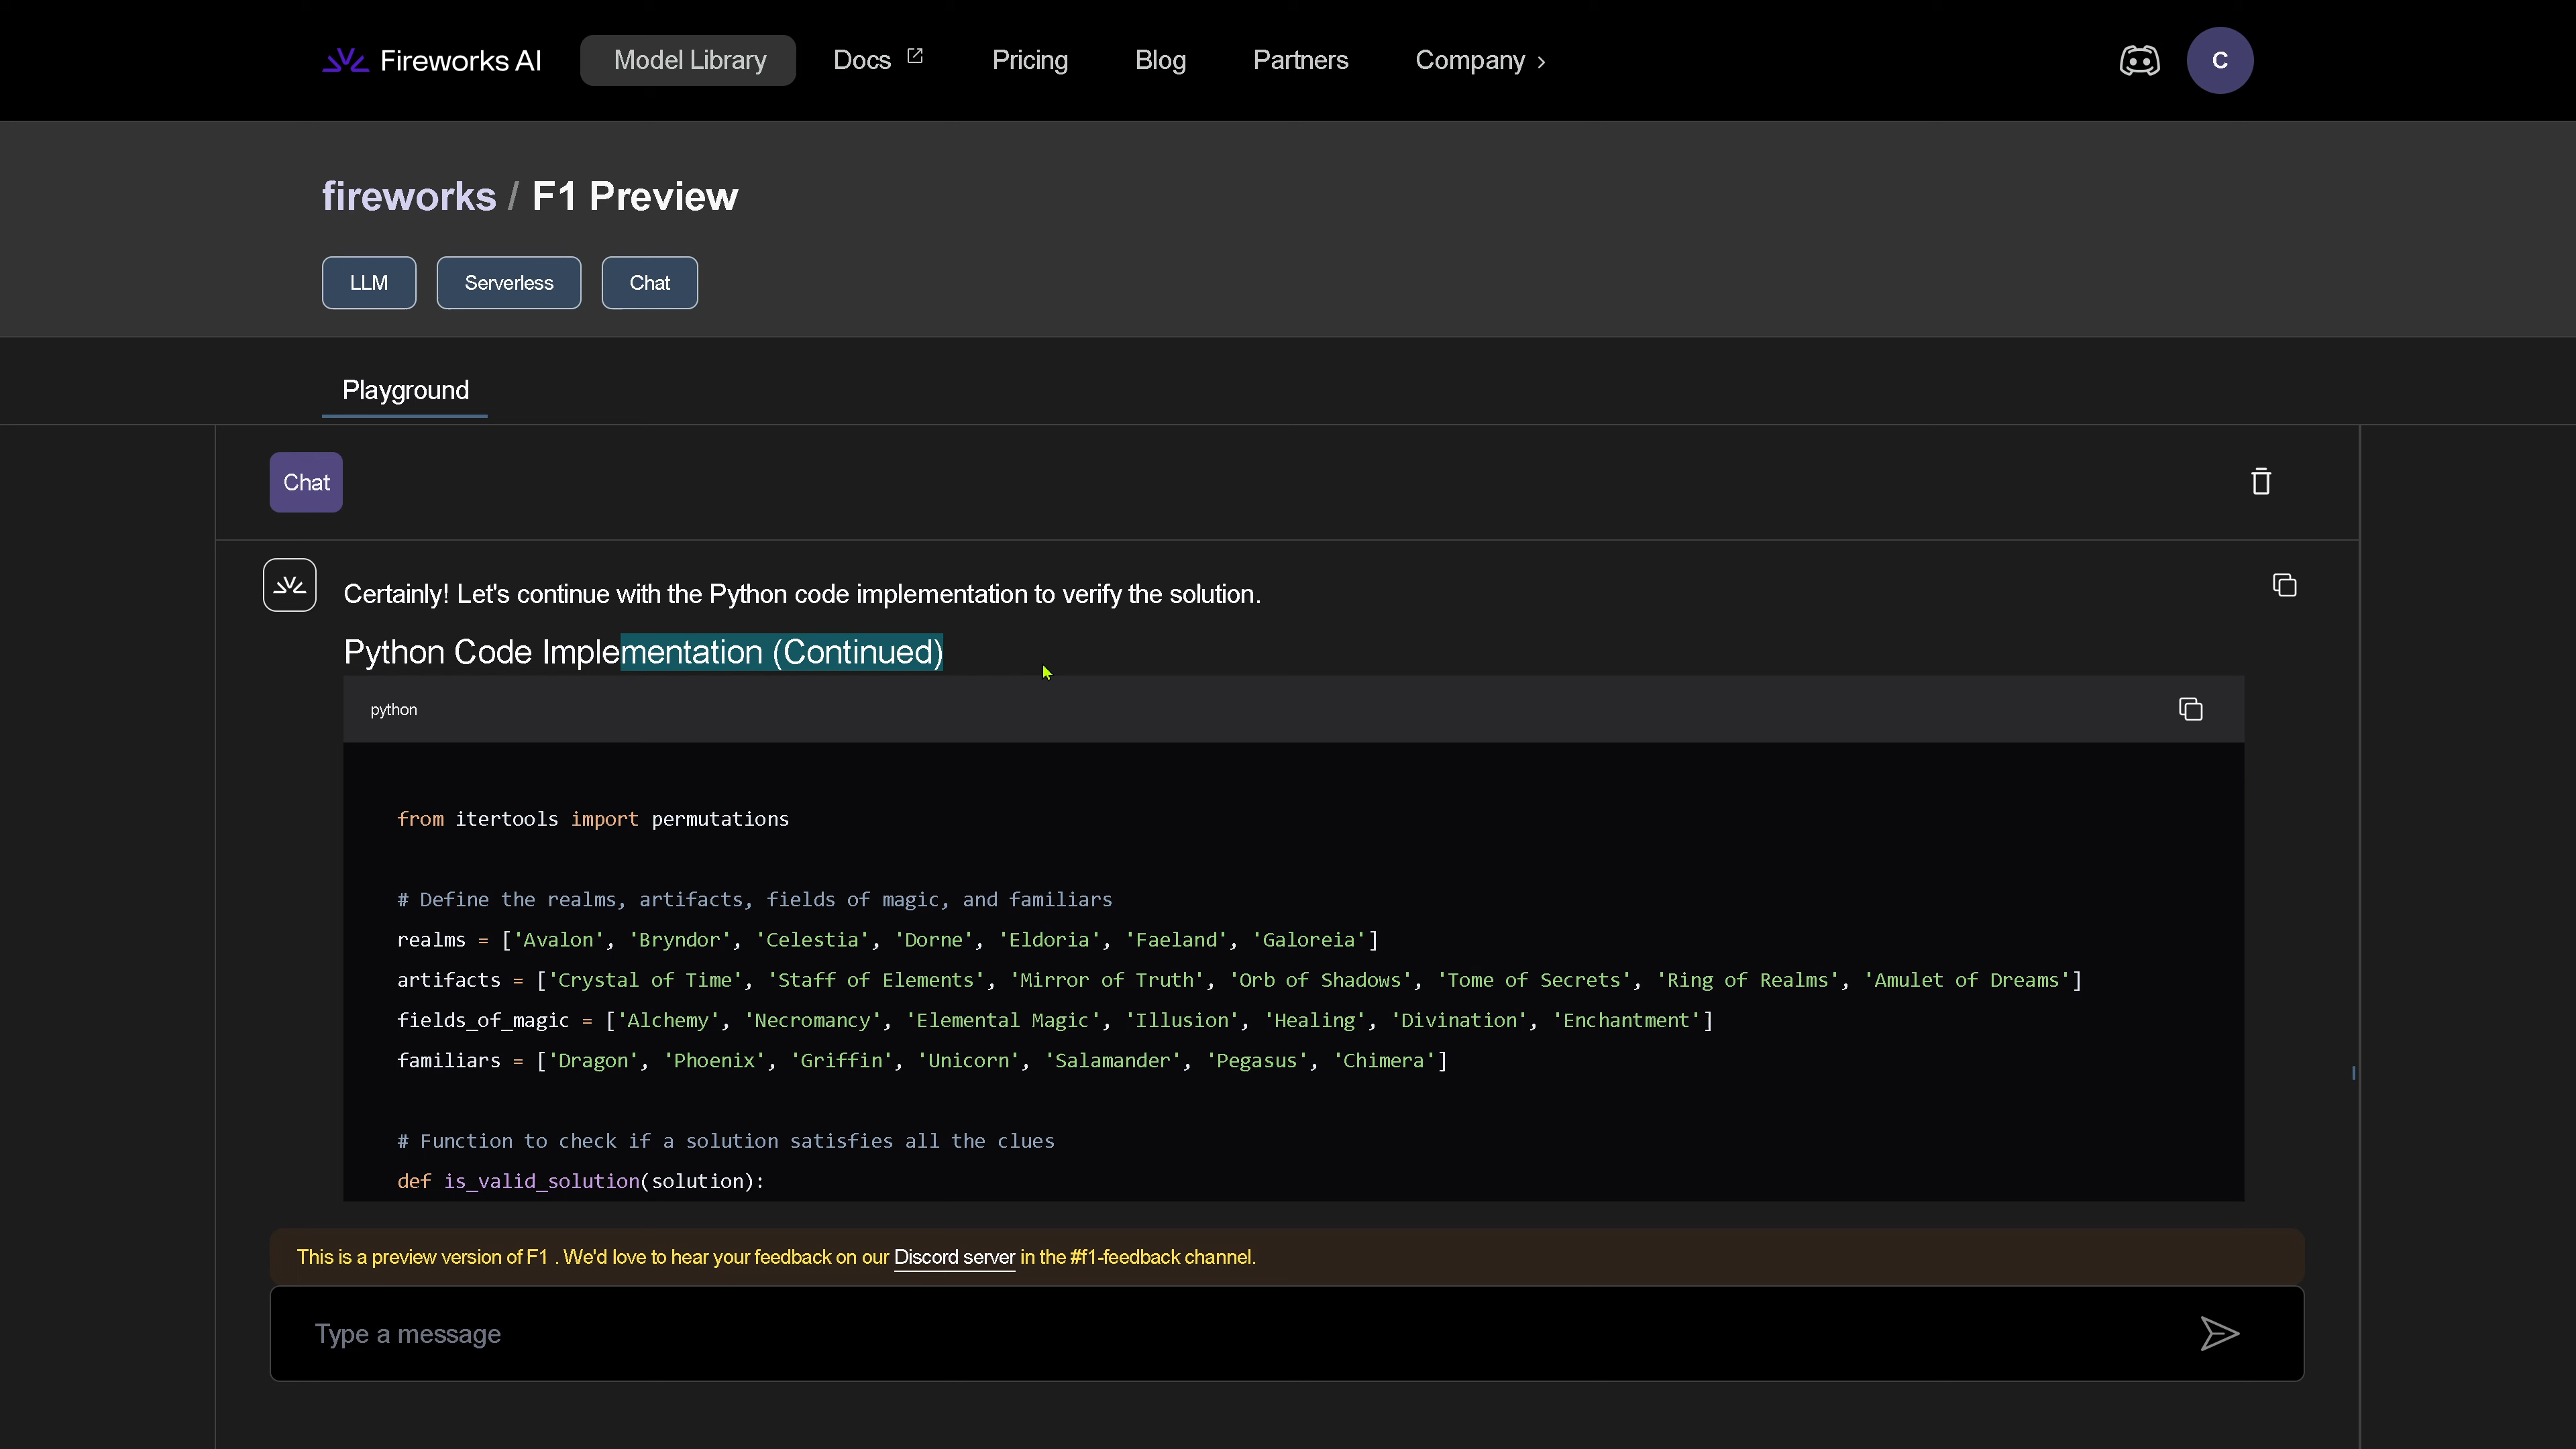 Fireworks AI Model Library Docs Pricing Blog Partners Company › C
fireworks / F1 Preview
LLM Serverless Chat
Playground
Chat
Certainly! Let's continue with the Python code implementation to verify the solution.
Python Code Implementation (Continued)
python
from itertools import permutations
# Define the realms, artifacts, fields of magic, and familiars
realms = ['Avalon', 'Bryndor', 'Celestia', 'Dorne', 'Eldoria', 'Faeland', 'Galoreia']
artifacts = ['Crystal of Time', 'Staff of Elements', 'Mirror of Truth', 'Orb of Shadows', 'Tome of Secrets', 'Ring of Realms', 'Amulet of Dreams']
fields_of_magic = ['Alchemy', 'Necromancy', 'Elemental Magic', 'Illusion', 'Healing', 'Divination', 'Enchantment']
familiars = ['Dragon', 'Phoenix', 'Griffin', 'Unicorn', 'Salamander', 'Pegasus', 'Chimera']
# Function to check if a solution satisfies all the clues
def is_valid_solution(solution):
This is a preview version of F1 . We'd love to hear your feedback on our Discord server in the #f1-feedback channel.
Type a message